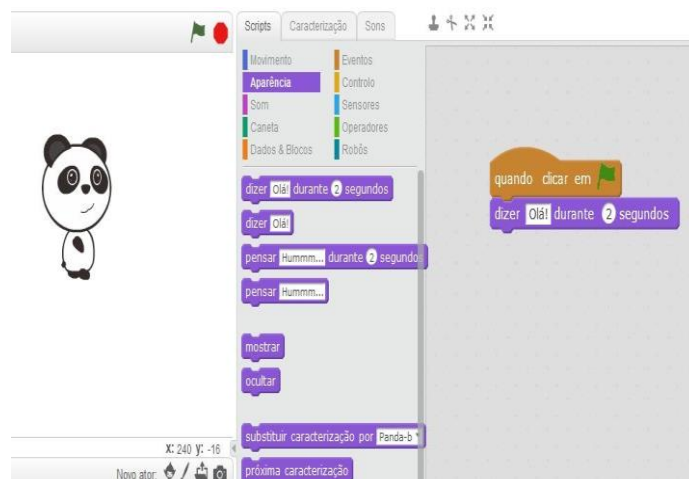 Scripts Caracterização Sons
Movimento Eventos
Aparência Controlo
Som Sensores
Caneta Operadores
Dados & Blocos Robôs
dizer Olá! durante 2 segundos
dizer Olá!
pensar Hummm... durante 2 segundos
pensar Hummm...
mostrar
ocultar
substituir caracterização por Panda-b
próxima caracterização
quando clicar em
dizer Olá! durante 2 segundos
x: 240 y: -16
Novo ator: